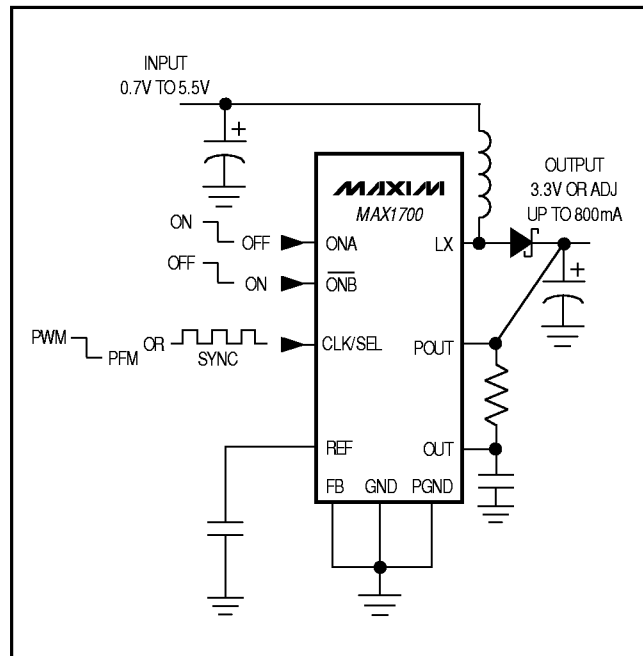 INPUT
0.7V TO 5.5V
+
MAXIM
MAX1700
OUTPUT
3.3V OR ADJ
UP TO 800mA
ON
OFF
ONA
LX
OFF
ON
ONB
+
PWM
PFM
OR
SYNC
CLK/SEL
POUT
REF
OUT
FB GND PGND